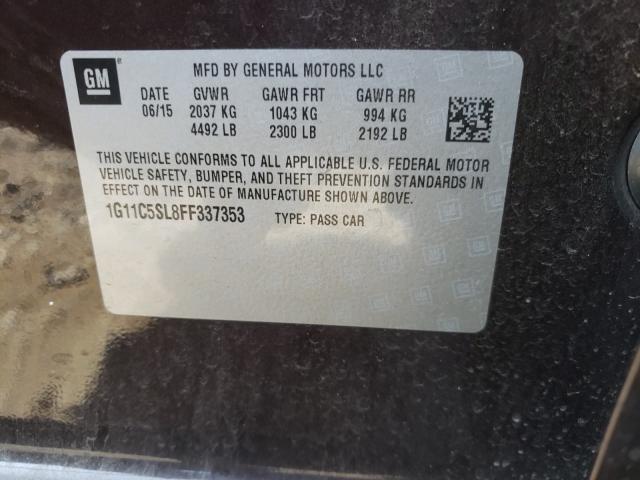 GM
MFD BY GENERAL MOTORS LLC
DATE GVWR GAWR FRT GAWR RR
06/15 2037 KG 1043 KG 994 KG
4492 LB 2300 LB 2192 LB
THIS VEHICLE CONFORMS TO ALL APPLICABLE U.S. FEDERAL MOTOR
VEHICLE SAFETY, BUMPER, AND THEFT PREVENTION STANDARDS IN
EFFECT ON THE DATE OF MANUFACTURE SHOWN ABOVE.
1G11C5SL8FF337353 TYPE: PASS CAR